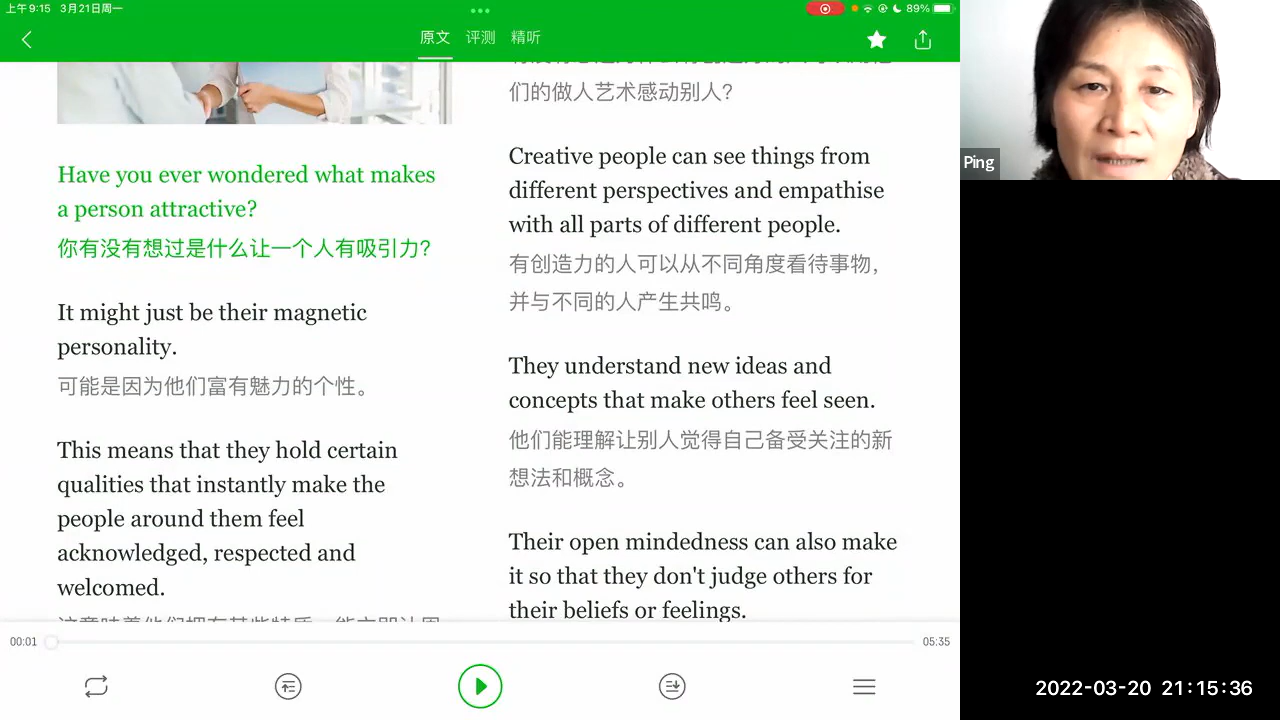 上午9:15 3月21日周一
89%
原文 评测 精听
Have you ever wondered what makes
a person attractive?
你有没有想过是什么让一个人有吸引力?
It might just be their magnetic
personality.
可能是因为他们富有魅力的个性。
This means that they hold certain
qualities that instantly make the
people around them feel
acknowledged, respected and
welcomed.
们的做人艺术感动别人?
Creative people can see things from
different perspectives and empathise
with all parts of different people.
有创造力的人可以从不同角度看待事物,
并与不同的人产生共鸣。
They understand new ideas and
concepts that make others feel seen.
他们能理解让别人觉得自己备受关注的新
想法和概念。
Their open mindedness can also make
it so that they don't judge others for
their beliefs or feelings.
00:01
05:35
Ping
2022-03-20 21:15:36